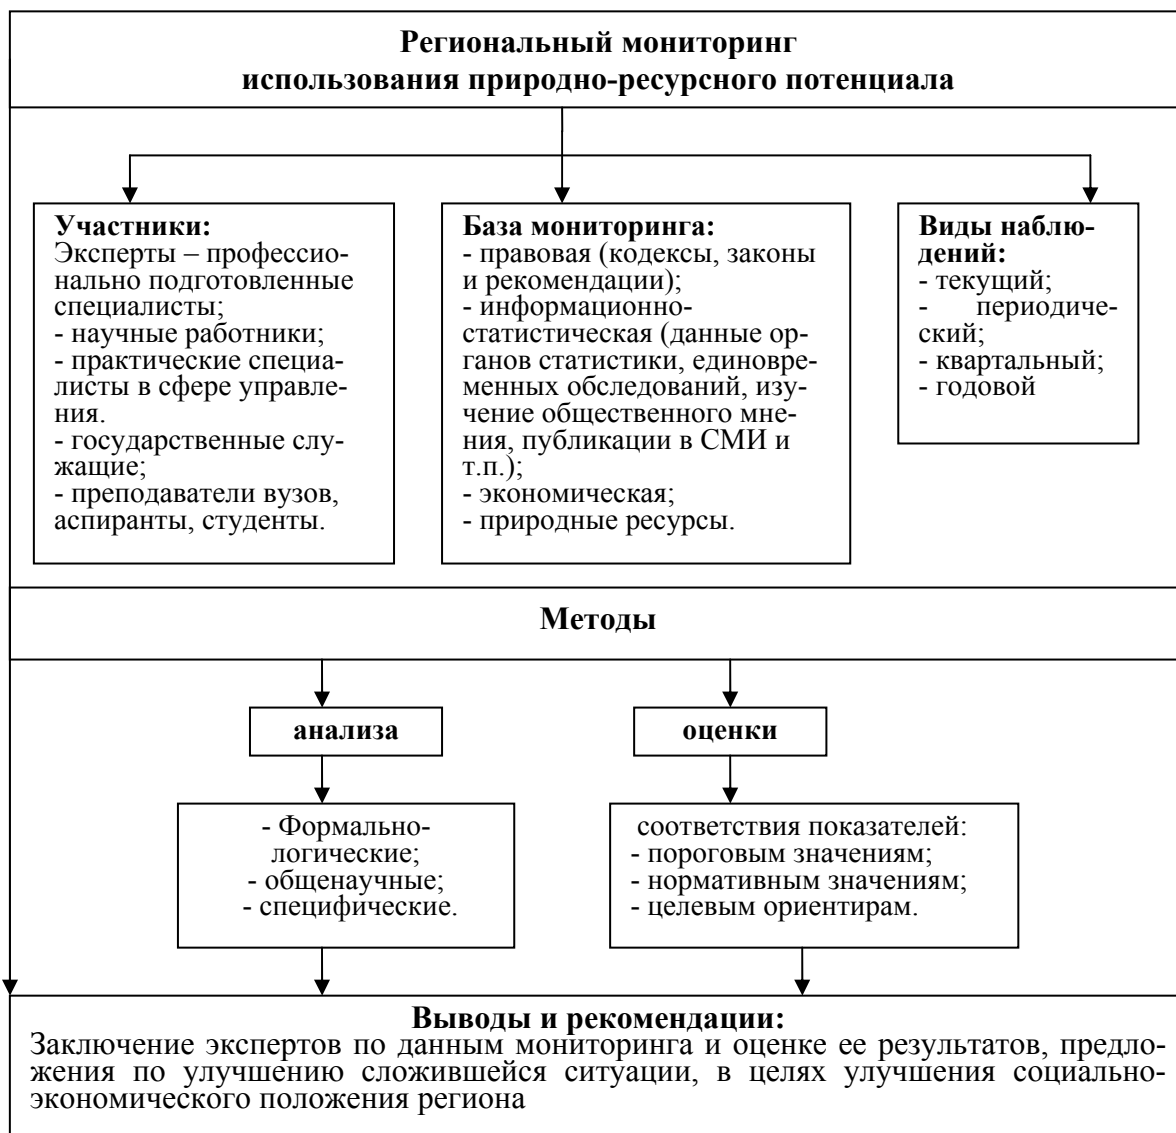 Региональный мониторинг
использования природно-ресурсного потенциала
Участники:
Эксперты – профессио-
нально подготовленные
специалисты;
- научные работники;
- практические специа-
листы в сфере управле-
ния.
- государственные слу-
жащие;
- преподаватели вузов,
аспиранты, студенты.
База мониторинга:
- правовая (кодексы, законы
и рекомендации);
- информационно-
статистическая (данные ор-
ганов статистики, единовре-
менных обследований, изу-
чение общественного мне-
ния, публикации в СМИ и
т.п.);
- экономическая;
- природные ресурсы.
Виды наблю-
дений:
- текущий;
- периодиче-
ский;
- квартальный;
- годовой
Методы
анализа
оценки
- Формально-
логические;
- общенаучные;
- специфические.
соответствия показателей:
- пороговым значениям;
- нормативным значениям;
- целевым ориентирам.
Выводы и рекомендации:
Заключение экспертов по данным мониторинга и оценке ее результатов, предло-
жения по улучшению сложившейся ситуации, в целях улучшения социально-
экономического положения региона